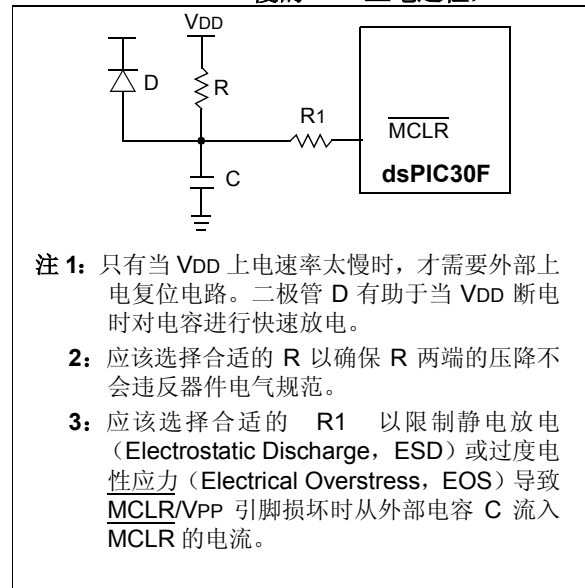 VDD
D
R
R1
MCLR
dsPIC30F
C
注 1：只有当 VDD 上电速率太慢时，才需要外部上
电复位电路。二极管 D 有助于当 VDD 断电
时对电容进行快速放电。
2：应该选择合适的 R 以确保 R 两端的压降不
会违反器件电气规范。
3：应该选择合适的 R1 以限制静电放电
（Electrostatic Discharge，ESD）或过度电
性应力（Electrical Overstress，EOS）导致
MCLR/VPP 引脚损坏时从外部电容 C 流入
MCLR 的电流。